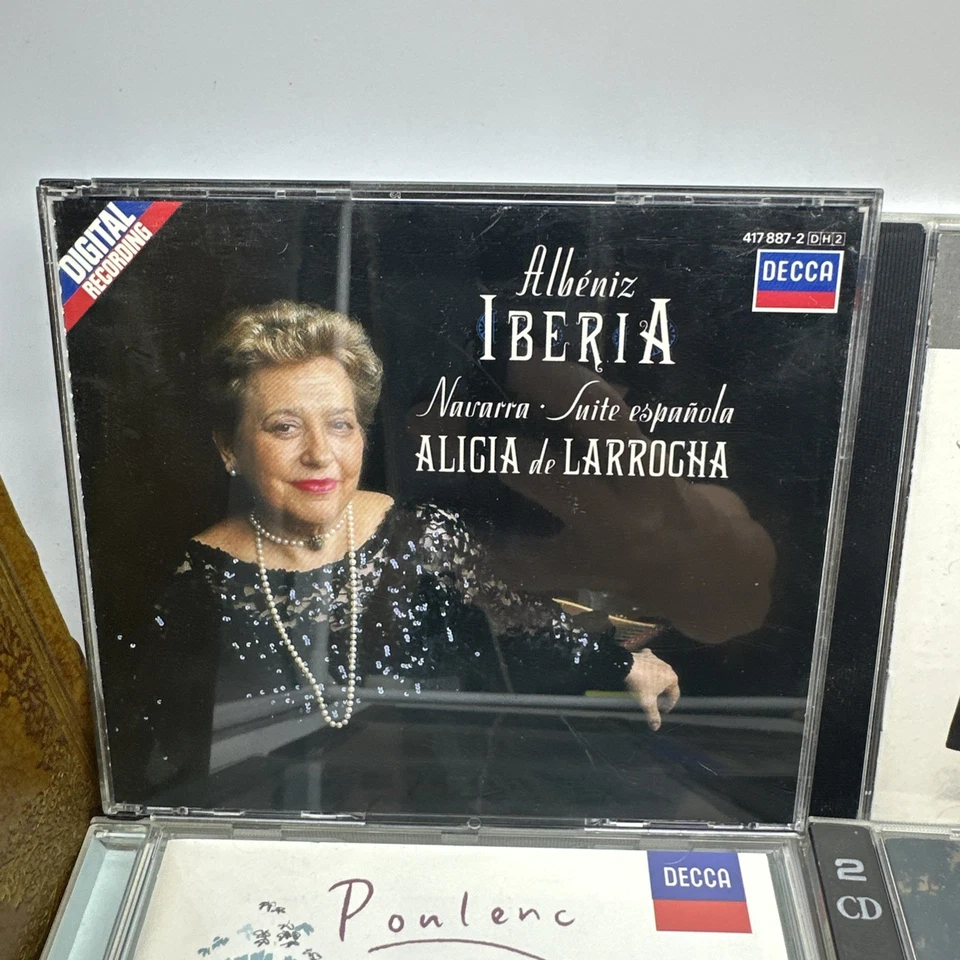 DIGITAL
RECORDING
417 887-2 DH2
DECCA
Albéniz
IBERIA
Navarra · Suite española
ALICIA de LARROCHA
DECCA
Poulenc
2
CD